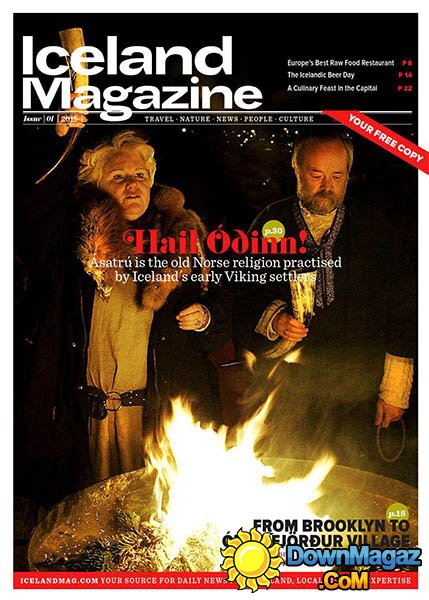 Iceland
Magazine
Europe's Best Raw Food Restaurant P 8
The Icelandic Beer Day P 14
A Culinary Feast in the Capital P 22
Issue | 01 | 2015
TRAVEL · NATURE · NEWS · PEOPLE · CULTURE
YOUR FREE COPY
p.30
Hail Óðinn!
Ásatrú is the old Norse religion practised
by Iceland's early Viking settlers
p.18
FROM BROOKLYN TO
FJÖRÐUR VILLAGE
DownMagaz
.COM
ICELANDMAG.COM YOUR SOURCE FOR DAILY NEWS LOCAL EXPERTISE